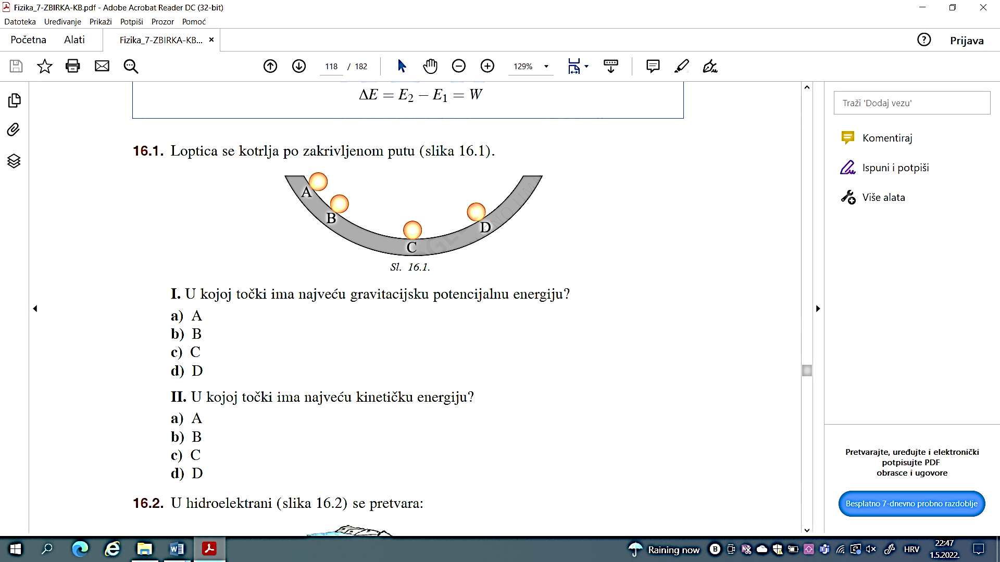 Fizika_7-ZBIRKA-KB.pdf - Adobe Acrobat Reader DC (32-bit)
Datoteka Uređivanje Prikaži Potpiši Prozor Pomoć
Početna Alati Fizika_7-ZBIRKA-KB... × Prijava
118 / 182 129%
ΔE = E₂ − E₁ = W
Traži 'Dodaj vezu'
Komentiraj
Ispuni i potpiši
Više alata
16.1. Loptica se kotrlja po zakrivljenom putu (slika 16.1).
A
B
C
D
Sl. 16.1.
I. U kojoj točki ima najveću gravitacijsku potencijalnu energiju?
a) A
b) B
c) C
d) D
II. U kojoj točki ima najveću kinetičku energiju?
a) A
b) B
c) C
d) D
16.2. U hidroelektrani (slika 16.2) se pretvara:
Pretvarajte, uređujte i elektronički
potpisujte PDF
obrasce i ugovore
Besplatno 7-dnevno probno razdoblje
Raining now HRV 22:47
1.5.2022.